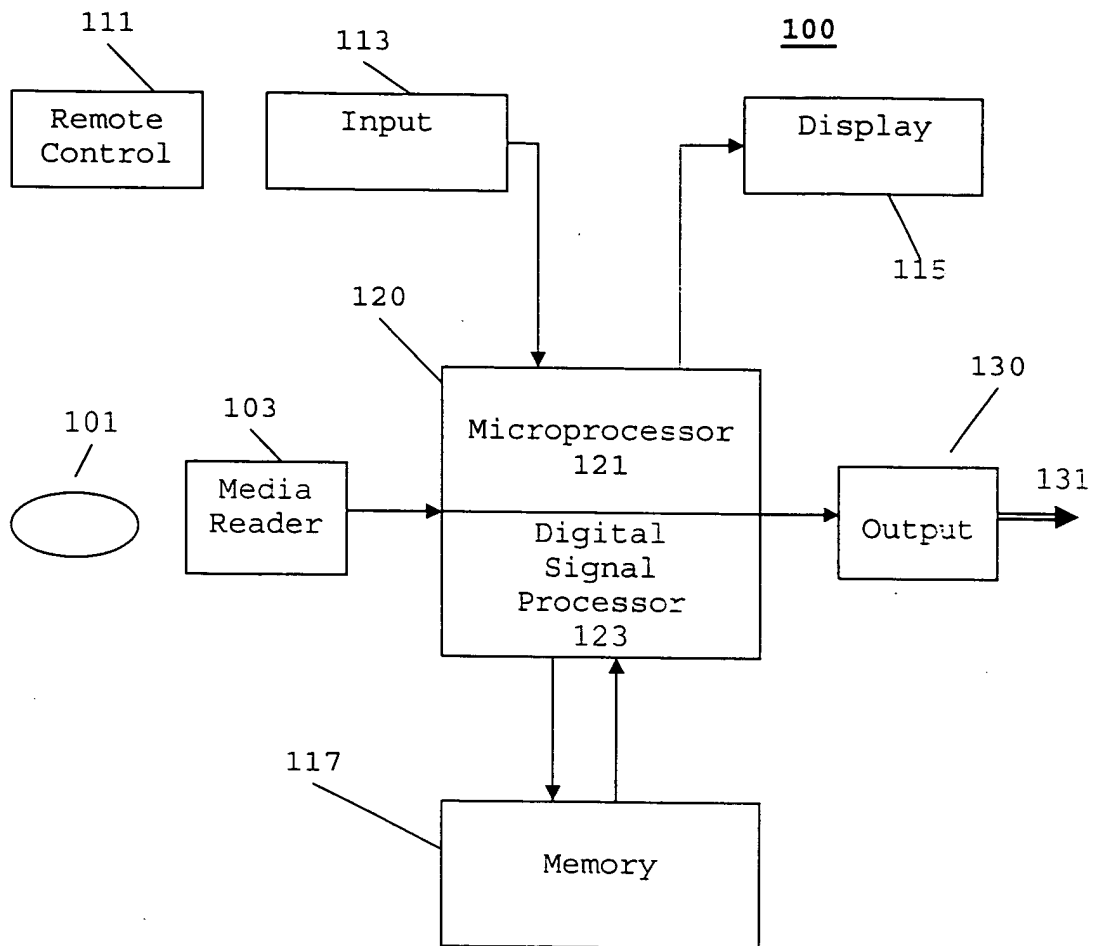 111
113
100
Remote
Control
Input
Display
115
120
130
101
103
Microprocessor
121
131
Media
Reader
Output
Digital
Signal
Processor
123
117
Memory